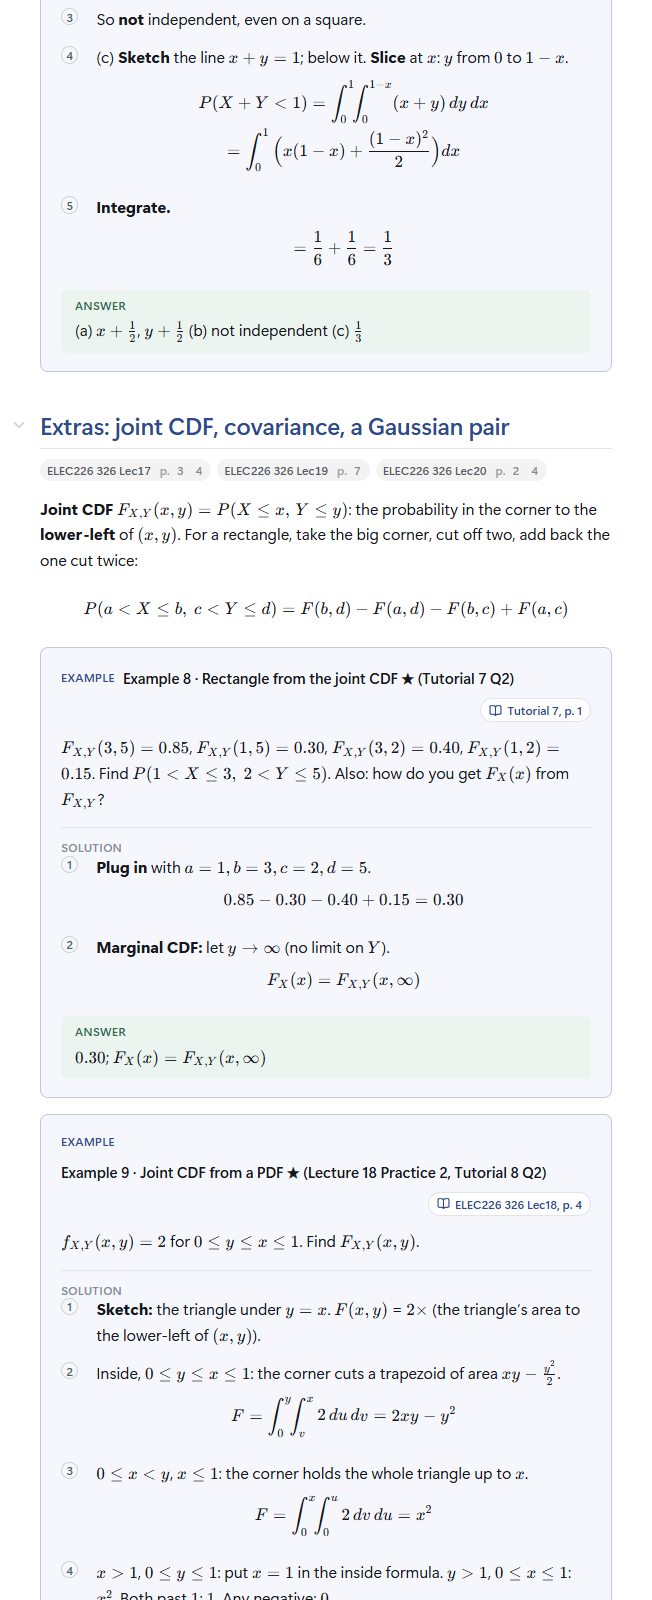 3 So not independent, even on a square.
4 (c) Sketch the line x + y = 1; below it. Slice at x: y from 0 to 1 − x.
P(X + Y < 1) = ∫₀¹ ∫₀^{1−x} (x + y) dy dx
= ∫₀¹ (x(1 − x) + (1 − x)²/2) dx
5 Integrate.
= 1/6 + 1/6 = 1/3
ANSWER
(a) x + 1/2, y + 1/2 (b) not independent (c) 1/3
Extras: joint CDF, covariance, a Gaussian pair
ELEC226 326 Lec17 p. 3 4 ELEC226 326 Lec19 p. 7 ELEC226 326 Lec20 p. 2 4
Joint CDF F_{X,Y}(x, y) = P(X ≤ x, Y ≤ y): the probability in the corner to the
lower-left of (x, y). For a rectangle, take the big corner, cut off two, add back the
one cut twice:
P(a < X ≤ b, c < Y ≤ d) = F(b, d) − F(a, d) − F(b, c) + F(a, c)
EXAMPLE Example 8 · Rectangle from the joint CDF ★ (Tutorial 7 Q2)
Tutorial 7, p. 1
F_{X,Y}(3, 5) = 0.85, F_{X,Y}(1, 5) = 0.30, F_{X,Y}(3, 2) = 0.40, F_{X,Y}(1, 2) =
0.15. Find P(1 < X ≤ 3, 2 < Y ≤ 5). Also: how do you get F_X(x) from
F_{X,Y}?
SOLUTION
1 Plug in with a = 1, b = 3, c = 2, d = 5.
0.85 − 0.30 − 0.40 + 0.15 = 0.30
2 Marginal CDF: let y → ∞ (no limit on Y).
F_X(x) = F_{X,Y}(x, ∞)
ANSWER
0.30; F_X(x) = F_{X,Y}(x, ∞)
EXAMPLE
Example 9 · Joint CDF from a PDF ★ (Lecture 18 Practice 2, Tutorial 8 Q2)
ELEC226 326 Lec18, p. 4
f_{X,Y}(x, y) = 2 for 0 ≤ y ≤ x ≤ 1. Find F_{X,Y}(x, y).
SOLUTION
1 Sketch: the triangle under y = x. F(x, y) = 2× (the triangle's area to
the lower-left of (x, y)).
2 Inside, 0 ≤ y ≤ x ≤ 1: the corner cuts a trapezoid of area xy − y²/2.
F = ∫₀^y ∫_v^x 2 du dv = 2xy − y²
3 0 ≤ x < y, x ≤ 1: the corner holds the whole triangle up to x.
F = ∫₀^x ∫₀^u 2 dv du = x²
4 x > 1, 0 ≤ y ≤ 1: put x = 1 in the inside formula. y > 1, 0 ≤ x ≤ 1:
x². Both past 1: 1. Any negative: 0.